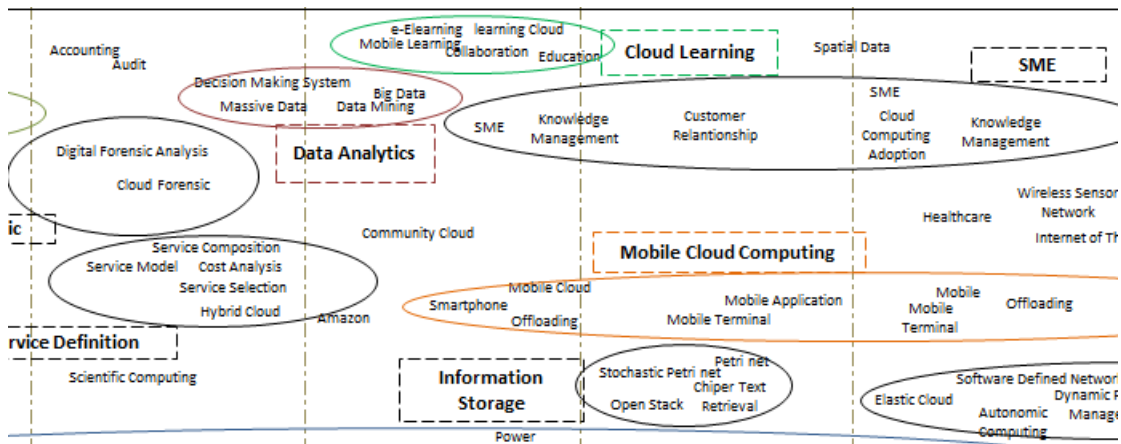 e-Elearning
learning Cloud
Mobile Learning
Collaboration
Education
Cloud Learning
Spatial Data
SME
Accounting
Audit
Decision Making System
Big Data
Massive Data
Data Mining
Data Analytics
SME
Knowledge
Management
Customer
Relantionship
SME
Cloud
Computing
Adoption
Knowledge
Management
Digital Forensic Analysis
Cloud Forensic
ic
Wireless Sensor
Network
Healthcare
Internet of Th
Community Cloud
Mobile Cloud Computing
Service Composition
Service Model
Cost Analysis
Service Selection
Hybrid Cloud
Amazon
Smartphone
Mobile Cloud
Offloading
Mobile Application
Mobile Terminal
Mobile
Mobile
Terminal
Offloading
rvice Definition
Scientific Computing
Information
Storage
Petri net
Stochastic Petri net
Chiper Text
Open Stack
Retrieval
Software Defined Network
Elastic Cloud
Dynamic R
Autonomic
Computing
Manage
Power